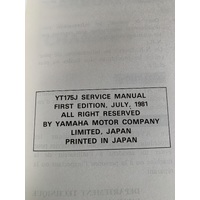 YT175J SERVICE MANUAL
FIRST EDITION, JULY, 1981
ALL RIGHT RESERVED
BY YAMAHA MOTOR COMPANY
LIMITED, JAPAN
PRINTED IN JAPAN